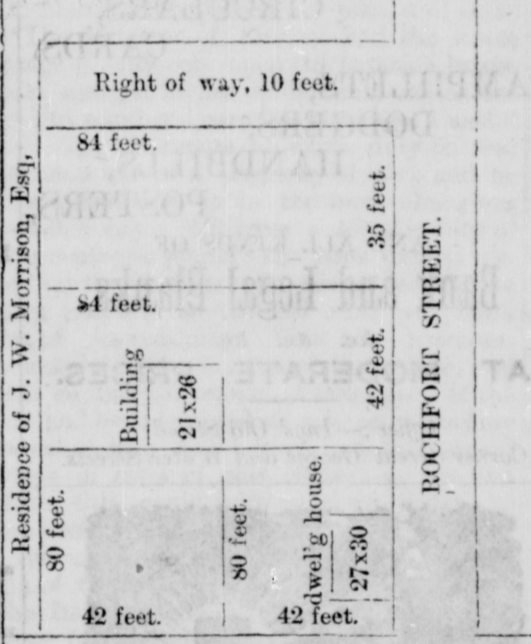 Right of way, 10 feet.
84 feet.
Residence of J. W. Morrison, Esq,
35 feet.
ROCHFORT STREET.
84 feet.
42 feet.
Building
21x26
80 feet.
80 feet.
dwel'g house.
27x30
42 feet.
42 feet.